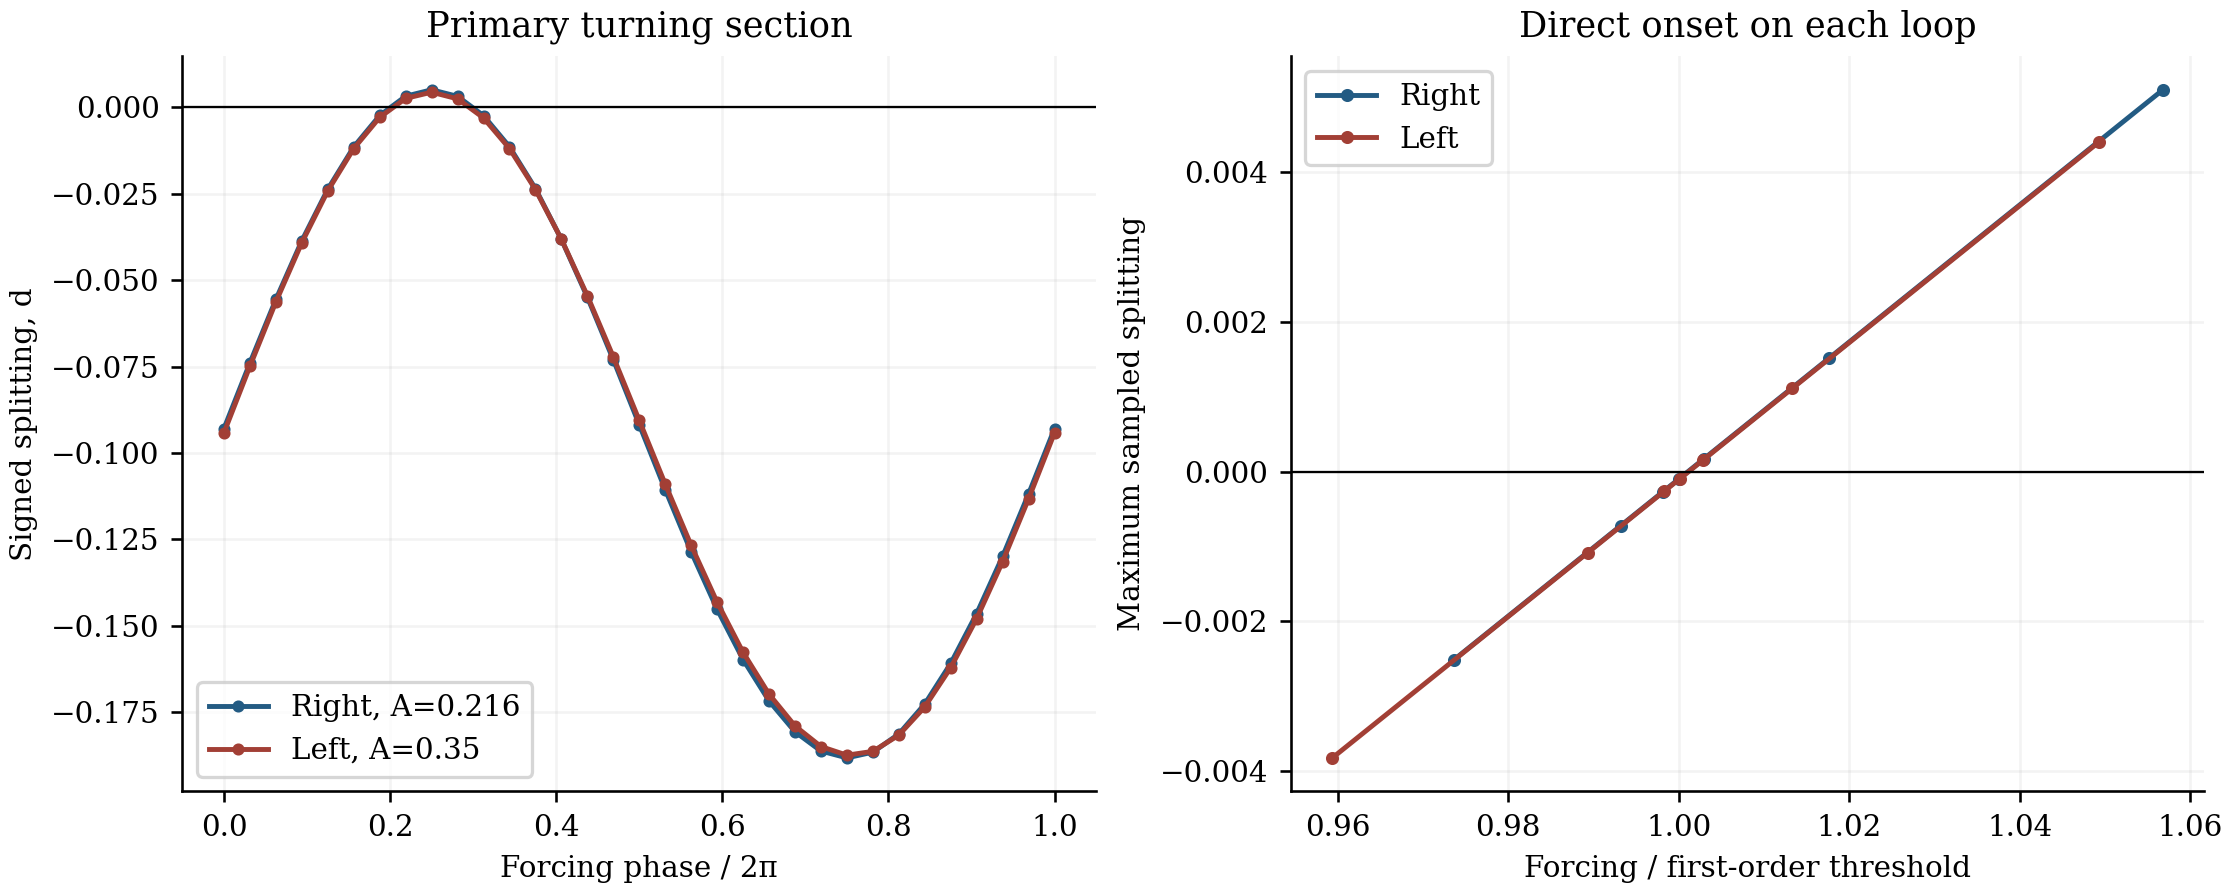 Primary turning section
Signed splitting, d
0.000
−0.025
−0.050
−0.075
−0.100
−0.125
−0.150
−0.175
Right, A=0.216
Left, A=0.35
0.0 0.2 0.4 0.6 0.8 1.0
Forcing phase / 2π
Direct onset on each loop
Maximum sampled splitting
Right
Left
0.004
0.002
0.000
−0.002
−0.004
0.96 0.98 1.00 1.02 1.04 1.06
Forcing / first-order threshold